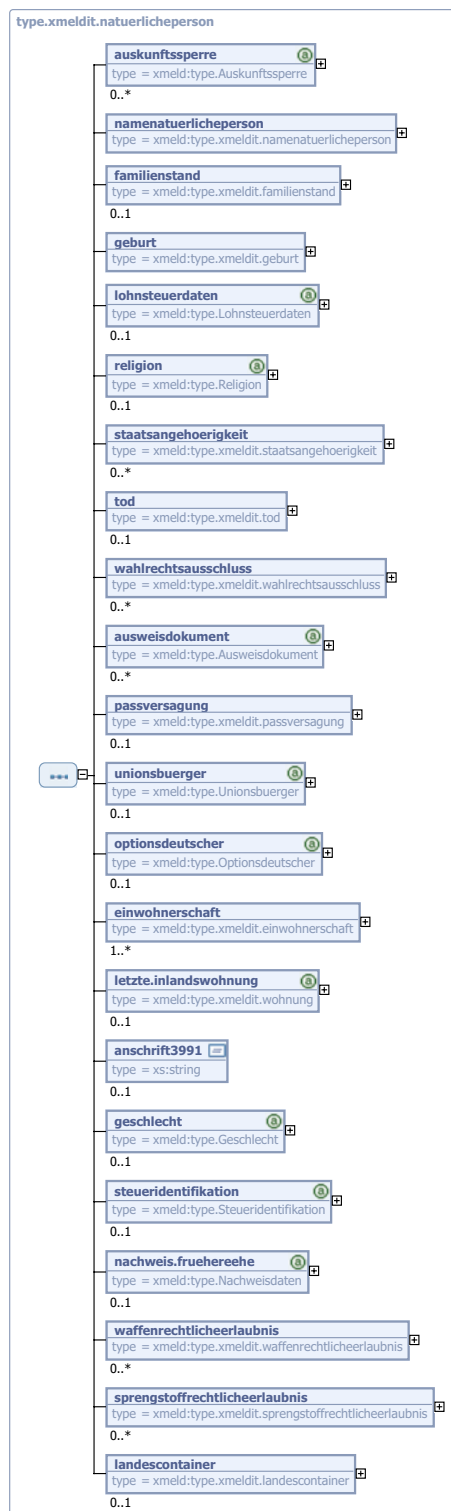 type.xmeldit.natuerlicheperson
auskunftssperre a
type = xmeld:type.Auskunftssperre
0..*
namenatuerlicheperson
type = xmeld:type.xmeldit.namenatuerlicheperson
familienstand
type = xmeld:type.xmeldit.familienstand
0..1
geburt
type = xmeld:type.xmeldit.geburt
lohnsteuerdaten a
type = xmeld:type.Lohnsteuerdaten
0..1
religion a
type = xmeld:type.Religion
0..1
staatsangehoerigkeit
type = xmeld:type.xmeldit.staatsangehoerigkeit
0..*
tod
type = xmeld:type.xmeldit.tod
0..1
wahlrechtsausschluss
type = xmeld:type.xmeldit.wahlrechtsausschluss
0..*
ausweisdokument a
type = xmeld:type.Ausweisdokument
0..*
passversagung
type = xmeld:type.xmeldit.passversagung
0..1
unionsbuerger a
type = xmeld:type.Unionsbuerger
0..1
optionsdeutscher a
type = xmeld:type.Optionsdeutscher
0..1
einwohnerschaft
type = xmeld:type.xmeldit.einwohnerschaft
1..*
letzte.inlandswohnung a
type = xmeld:type.xmeldit.wohnung
0..1
anschrift3991
type = xs:string
0..1
geschlecht a
type = xmeld:type.Geschlecht
0..1
steueridentifikation a
type = xmeld:type.Steueridentifikation
0..1
nachweis.fruehereehe a
type = xmeld:type.Nachweisdaten
0..1
waffenrechtlicheerlaubnis
type = xmeld:type.xmeldit.waffenrechtlicheerlaubnis
0..*
sprengstoffrechtlicheerlaubnis
type = xmeld:type.xmeldit.sprengstoffrechtlicheerlaubnis
0..*
landescontainer
type = xmeld:type.xmeldit.landescontainer
0..1